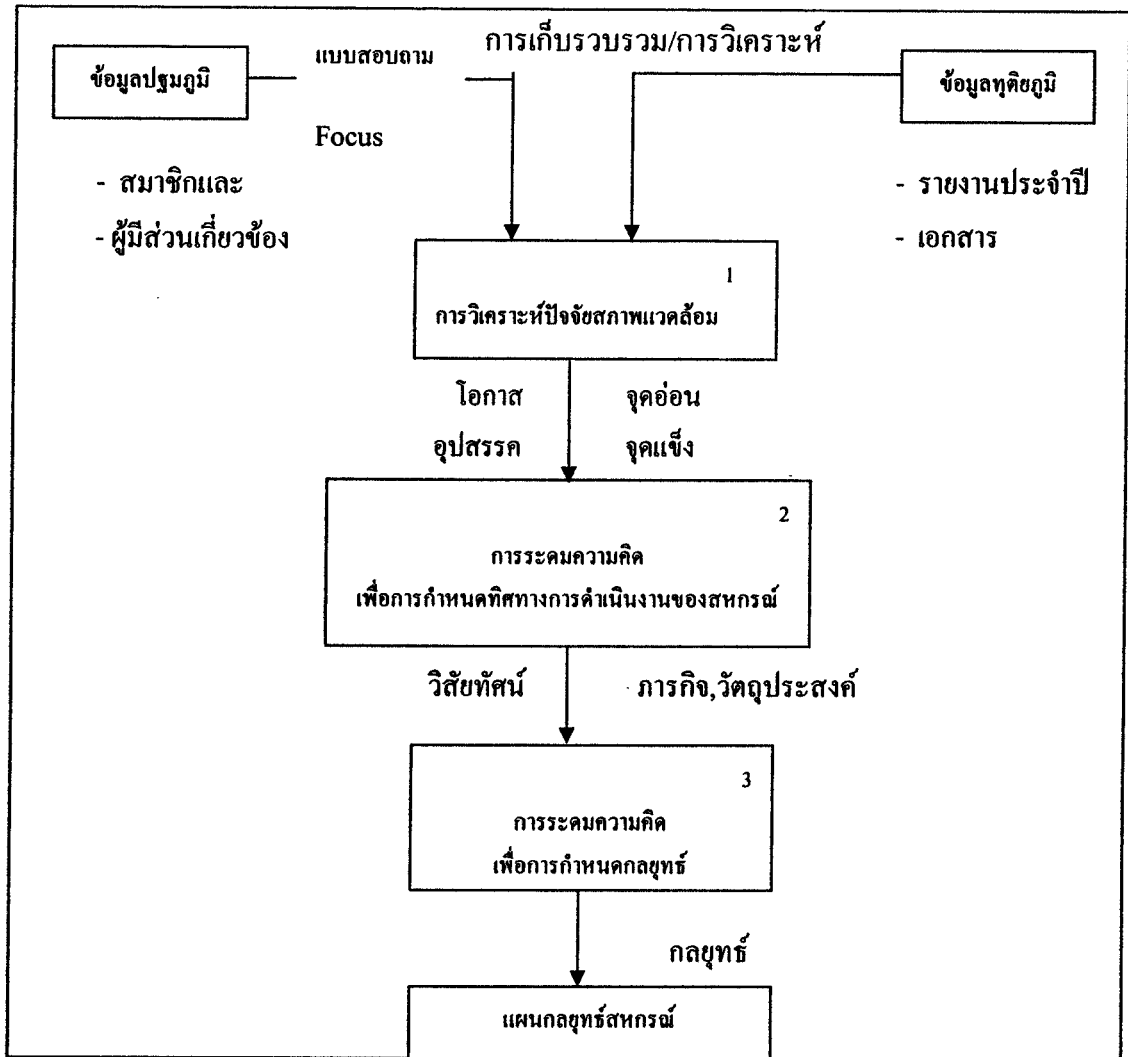 การเก็บรวบรวม/การวิเคราะห์
แบบสอบถาม
ข้อมูลปฐมภูมิ
ข้อมูลทุติยภูมิ
Focus
- สมาชิกและ
- รายงานประจำปี
- ผู้มีส่วนเกี่ยวข้อง
- เอกสาร
1
การวิเคราะห์ปัจจัยสภาพแวดล้อม
โอกาส จุดอ่อน
อุปสรรค จุดแข็ง
2
การระดมความคิด
เพื่อการกำหนดทิศทางการดำเนินงานของสหกรณ์
วิสัยทัศน์ ภารกิจ,วัตถุประสงค์
3
การระดมความคิด
เพื่อการกำหนดกลยุทธ์
กลยุทธ์
แผนกลยุทธ์สหกรณ์